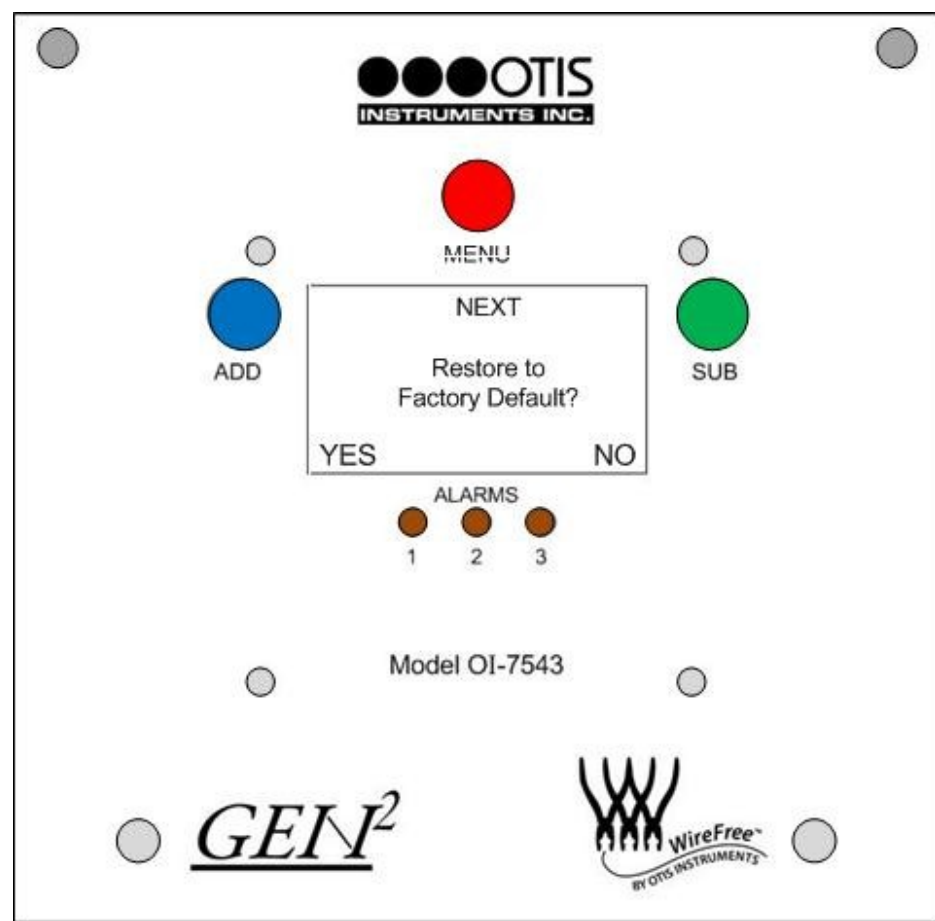 OTIS
INSTRUMENTS INC.
MENU
NEXT
ADD
SUB
Restore to
Factory Default?
YES NO
ALARMS
1 2 3
Model OI-7543
GEN²
WireFree™
BY OTIS INSTRUMENTS